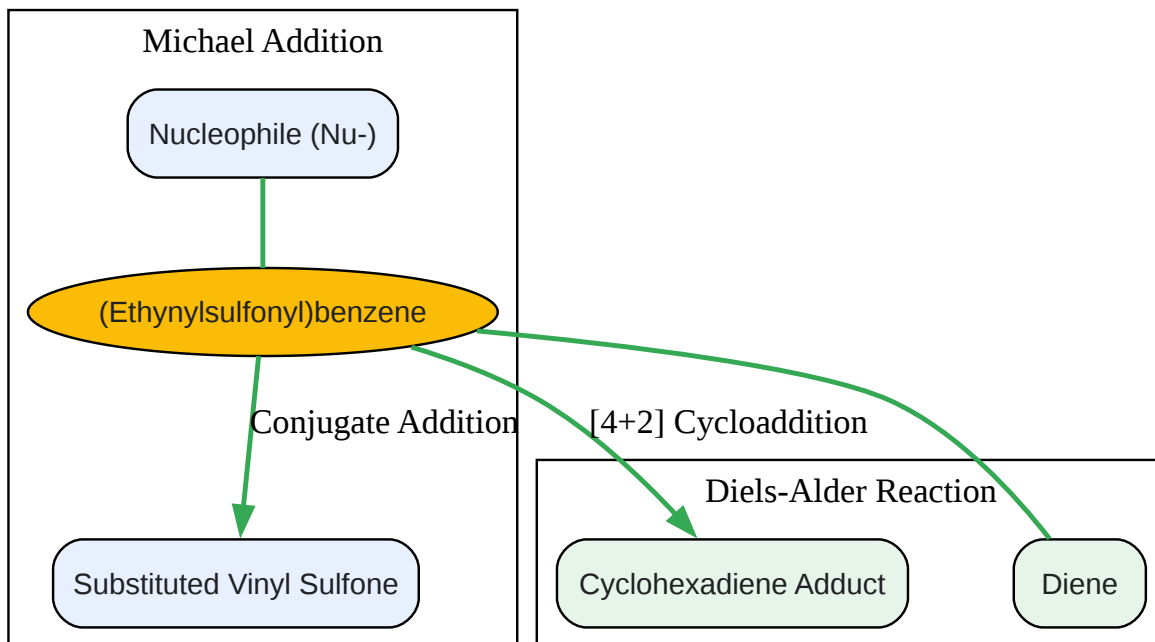 Michael Addition
Nucleophile (Nu-)
(Ethynylsulfonyl)benzene
Conjugate Addition
[4+2] Cycloaddition
Diels-Alder Reaction
Substituted Vinyl Sulfone
Cyclohexadiene Adduct
Diene